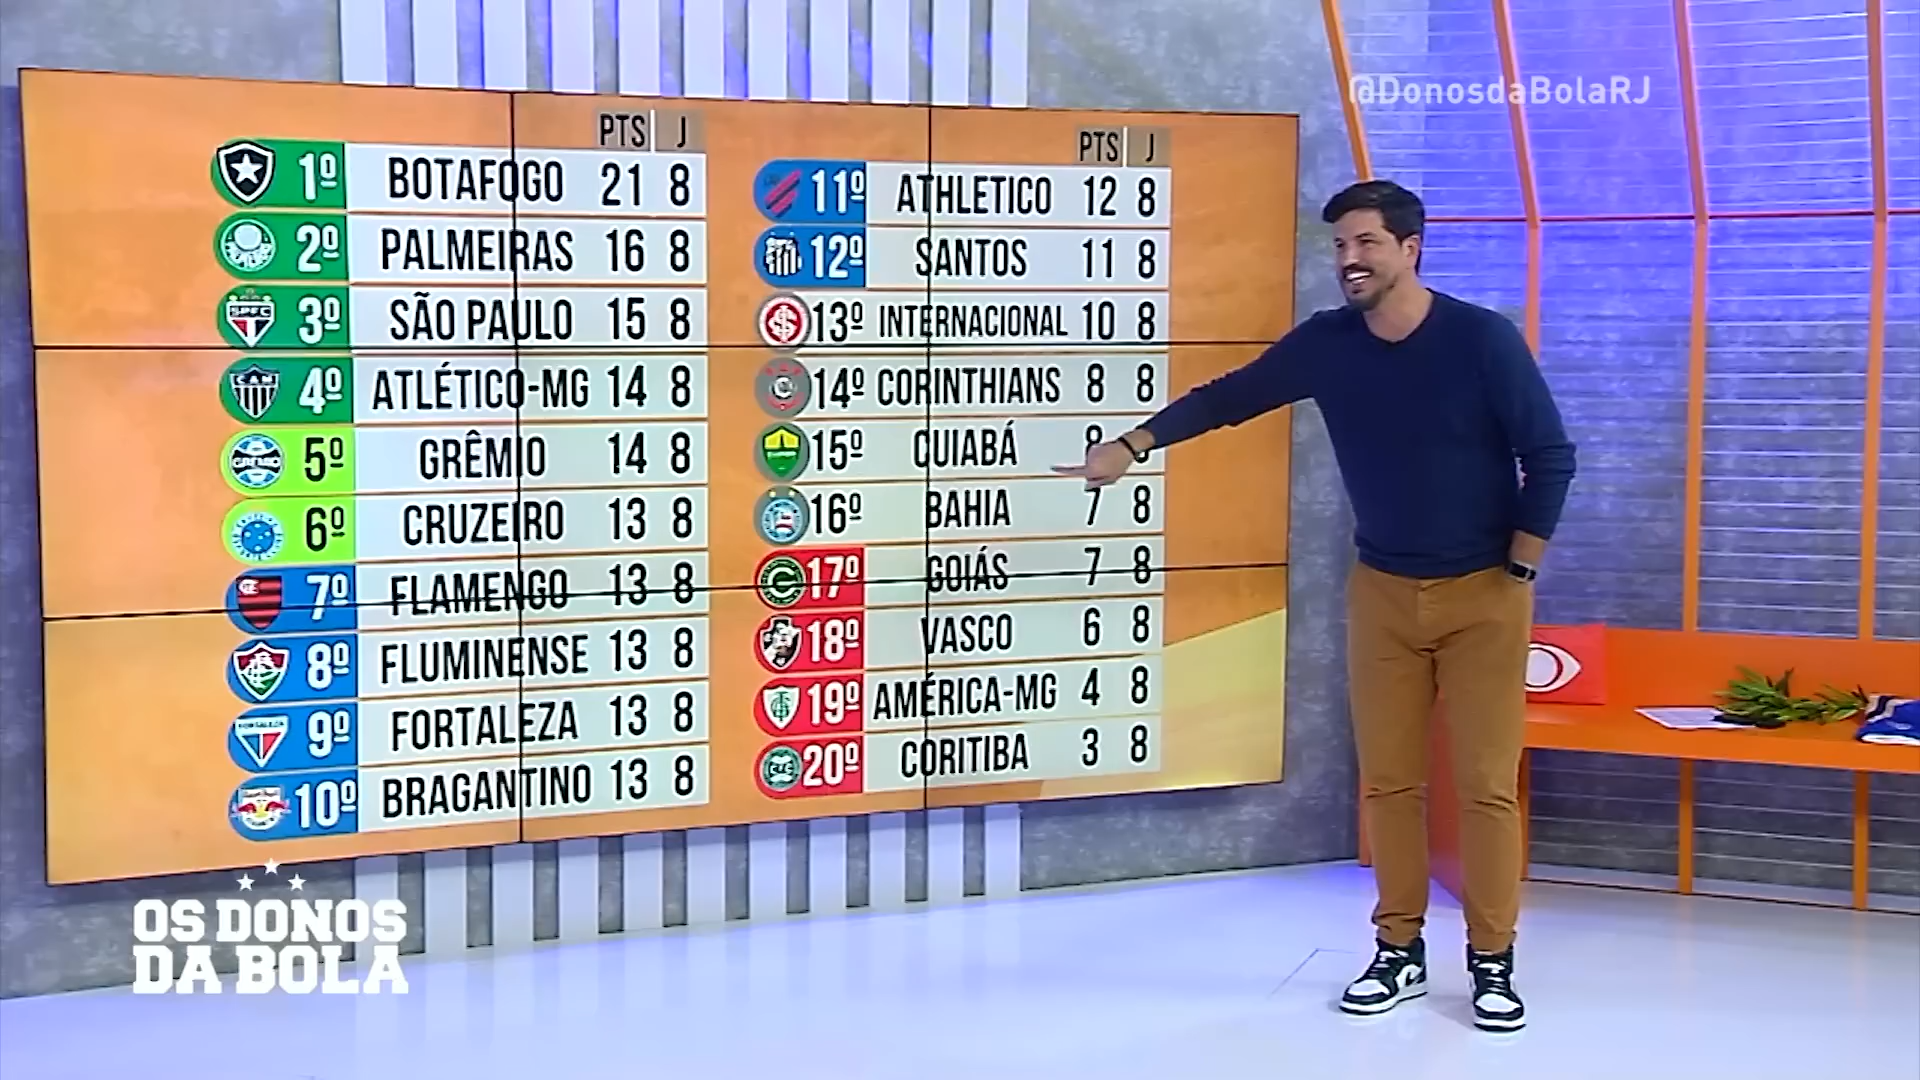 @DonosdaBolaRJ
PTS J
1º BOTAFOGO 21 8
2º PALMEIRAS 16 8
3º SÃO PAULO 15 8
4º ATLÉTICO-MG 14 8
5º GRÊMIO 14 8
6º CRUZEIRO 13 8
7º FLAMENGO 13 8
8º FLUMINENSE 13 8
9º FORTALEZA 13 8
10º BRAGANTINO 13 8
PTS J
11º ATHLETICO 12 8
12º SANTOS 11 8
13º INTERNACIONAL 10 8
14º CORINTHIANS 8 8
15º CUIABÁ 8
16º BAHIA 7 8
17º GOIÁS 7 8
18º VASCO 6 8
19º AMÉRICA-MG 4 8
20º CORITIBA 3 8
OS DONOS
DA BOLA